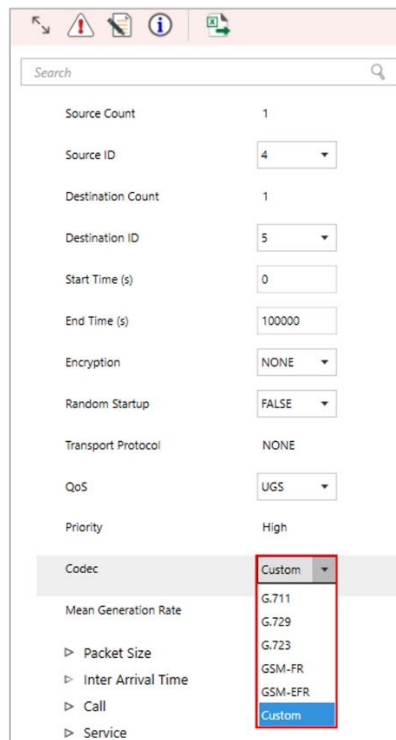 Search
Source Count 1
Source ID 4
Destination Count 1
Destination ID 5
Start Time (s) 0
End Time (s) 100000
Encryption NONE
Random Startup FALSE
Transport Protocol NONE
QoS UGS
Priority High
Codec Custom
G.711
Mean Generation Rate
G.729
G.723
Packet Size
GSM-FR
Inter Arrival Time
GSM-EFR
Call
Custom
Service